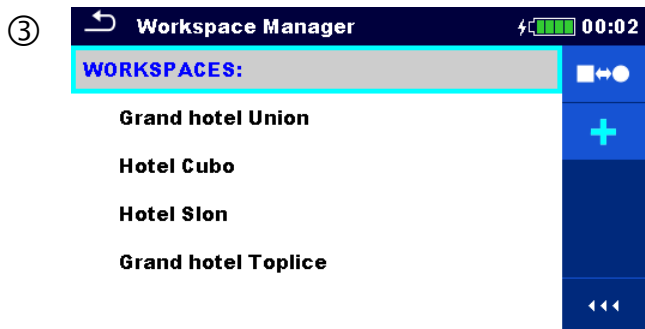 ③
Workspace Manager 00:02
WORKSPACES:
Grand hotel Union
Hotel Cubo
Hotel Slon
Grand hotel Toplice